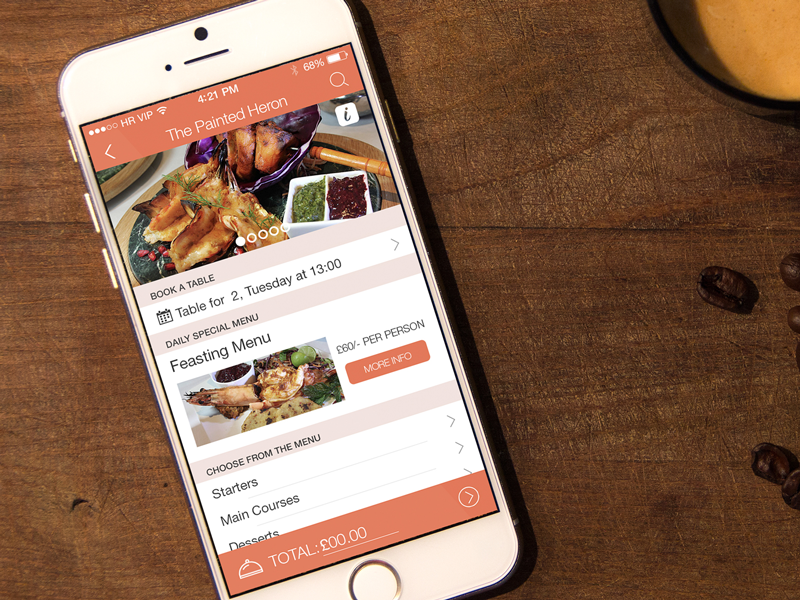 HR VIP 4:21 PM 68%
The Painted Heron
i
BOOK A TABLE
Table for 2, Tuesday at 13:00
DAILY SPECIAL MENU
Feasting Menu
£60/- PER PERSON
MORE INFO
CHOOSE FROM THE MENU
Starters
Main Courses
Desserts
TOTAL: £00.00